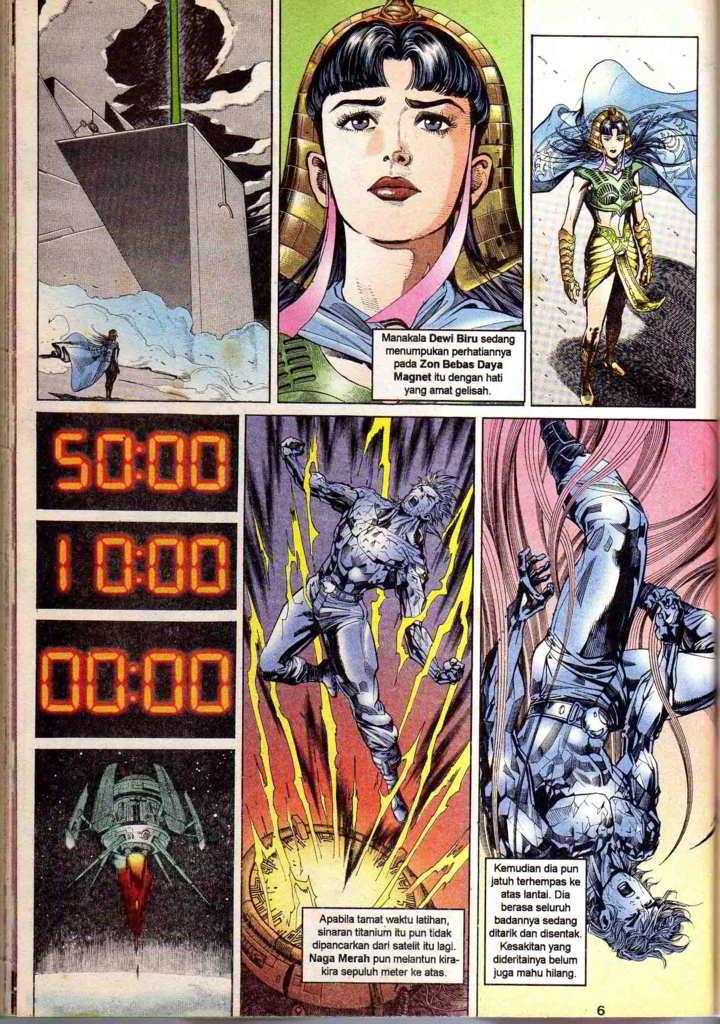 Manakala Dewi Biru sedang
menumpukan perhatiannya
pada Zon Bebas Daya
Magnet itu dengan hati
yang amat gelisah.
50:00
10:00
00:00
Apabila tamat waktu latihan,
sinaran titanium itu pun tidak
dipancarkan dari satelit itu lagi.
Naga Merah pun melantun kira-
kira sepuluh meter ke atas.
Kemudian dia pun
jatuh terhempas ke
atas lantai. Dia
berasa seluruh
badannya sedang
ditarik dan disentak.
Kesakitan yang
dideritainya belum
juga mahu hilang.
6